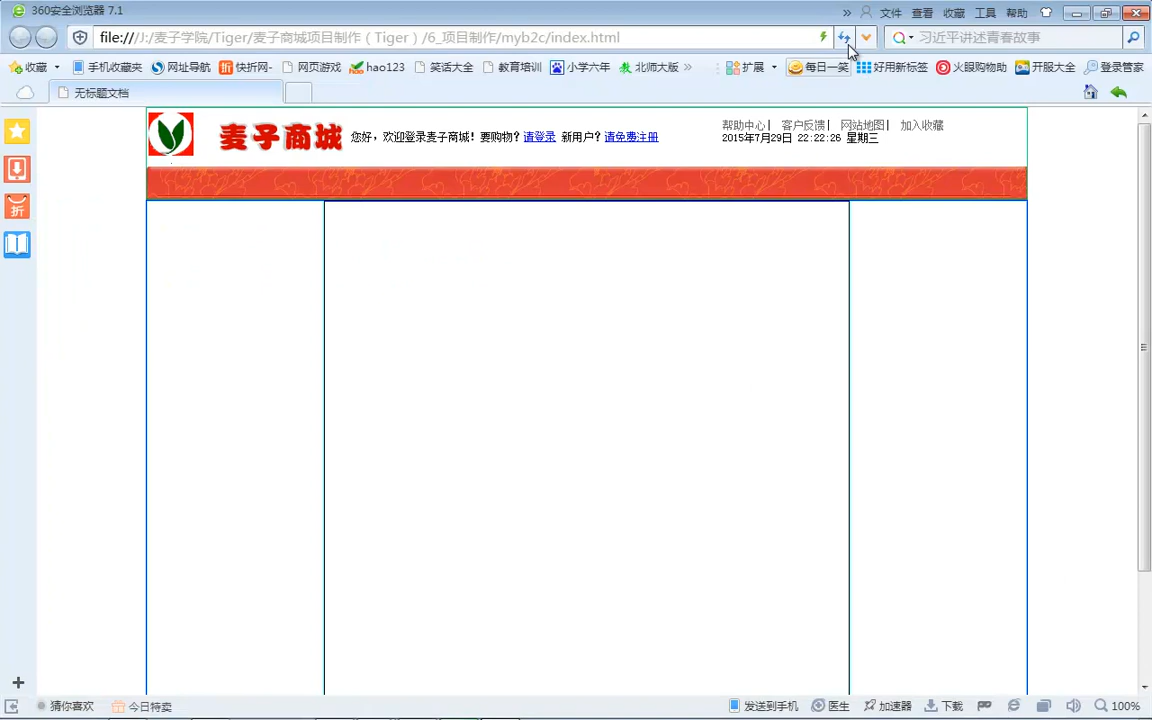 360安全浏览器 7.1
» 文件 查看 收藏 工具 帮助
file:///J:/麦子学院/Tiger/麦子商城项目制作（Tiger）/6_项目制作/myb2c/index.html
习近平讲述青春故事
收藏 手机收藏夹 网址导航 快折网- 网页游戏 hao123 笑话大全 教育培训 小学六年 北师大版 » 扩展 每日一笑 好用新标签 火眼购物助 开服大全 登录管家
无标题文档
麦子商城 您好，欢迎登录麦子商城！要购物？请登录 新用户？请免费注册
帮助中心| 客户反馈| 网站地图| 加入收藏
2015年7月29日 22:22:26 星期三
折
猜你喜欢 今日特卖 发送到手机 医生 加速器 下载 100%